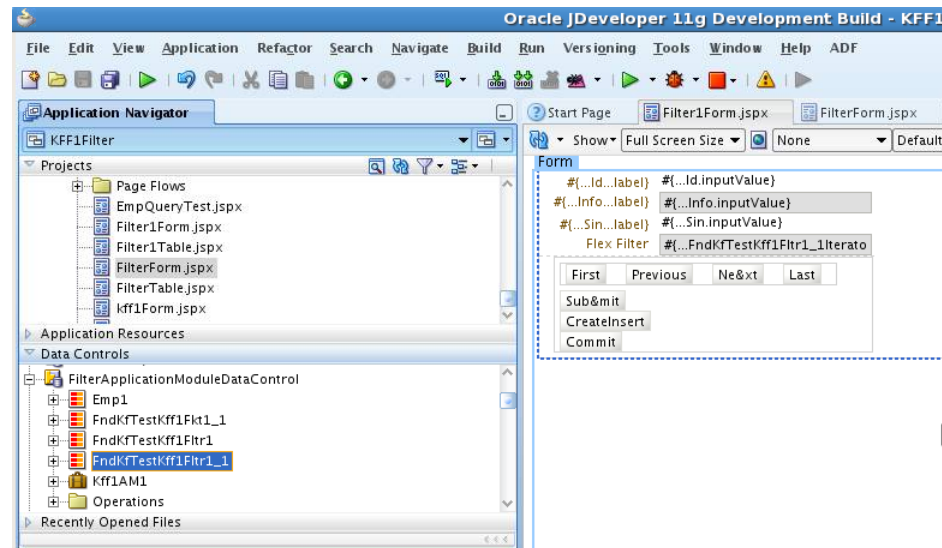 Oracle JDeveloper 11g Development Build - KFF1
File Edit View Application Refactor Search Navigate Build Run Versioning Tools Window Help ADF
Application Navigator
Start Page Filter1Form.jspx FilterForm.jspx
KFF1Filter
Show Full Screen Size None Default
Projects
Form
Page Flows
EmpQueryTest.jspx
Filter1Form.jspx
Filter1Table.jspx
FilterForm.jspx
FilterTable.jspx
kff1Form.jspx
#{...Id...label} #{...Id.inputValue}
#{...Info...label} #{...Info.inputValue}
#{...Sin...label} #{...Sin.inputValue}
Flex Filter #{...FndKfTestKff1Fltr1_1Iterato
First Previous Ne&xt Last
Sub&mit
CreateInsert
Commit
Application Resources
Data Controls
FilterApplicationModuleDataControl
Emp1
FndKfTestKff1Fkt1_1
FndKfTestKff1Fltr1
FndKfTestKff1Fltr1_1
Kff1AM1
Operations
Recently Opened Files